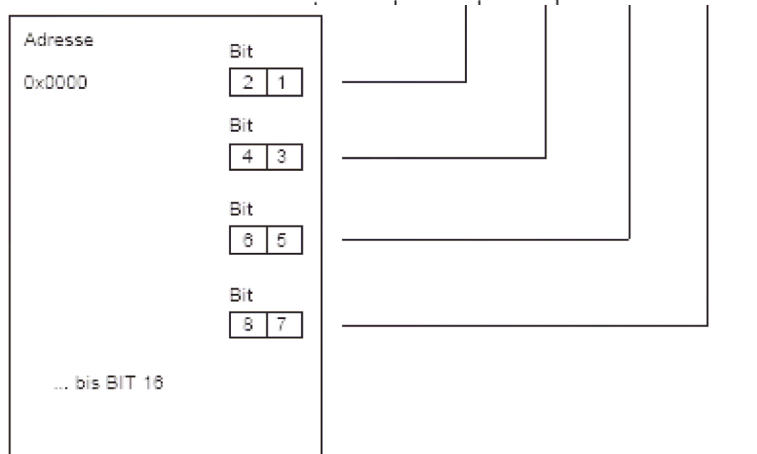 Adresse
Bit
0x0000
2 1
Bit
4 3
Bit
6 5
Bit
8 7
... bis BIT 16